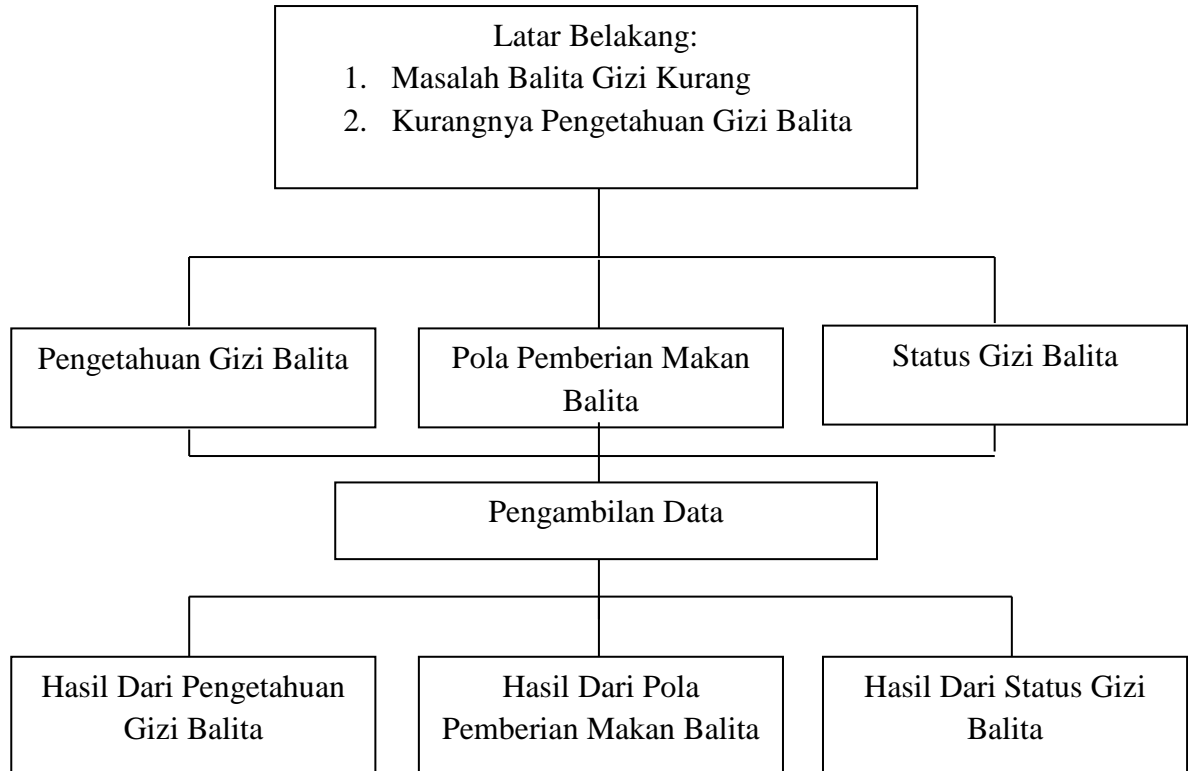 Latar Belakang:
1. Masalah Balita Gizi Kurang
2. Kurangnya Pengetahuan Gizi Balita
Pengetahuan Gizi Balita
Pola Pemberian Makan
Balita
Status Gizi Balita
Pengambilan Data
Hasil Dari Pengetahuan
Gizi Balita
Hasil Dari Pola
Pemberian Makan Balita
Hasil Dari Status Gizi
Balita